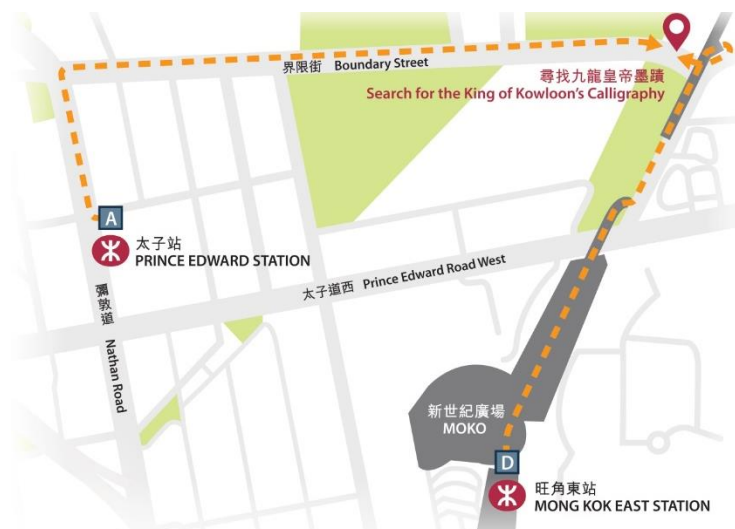 界限街 Boundary Street
尋找九龍皇帝墨蹟
Search for the King of Kowloon's Calligraphy
A
太子站
PRINCE EDWARD STATION
彌敦道 Nathan Road
太子道西 Prince Edward Road West
新世紀廣場
MOKO
D
旺角東站
MONG KOK EAST STATION